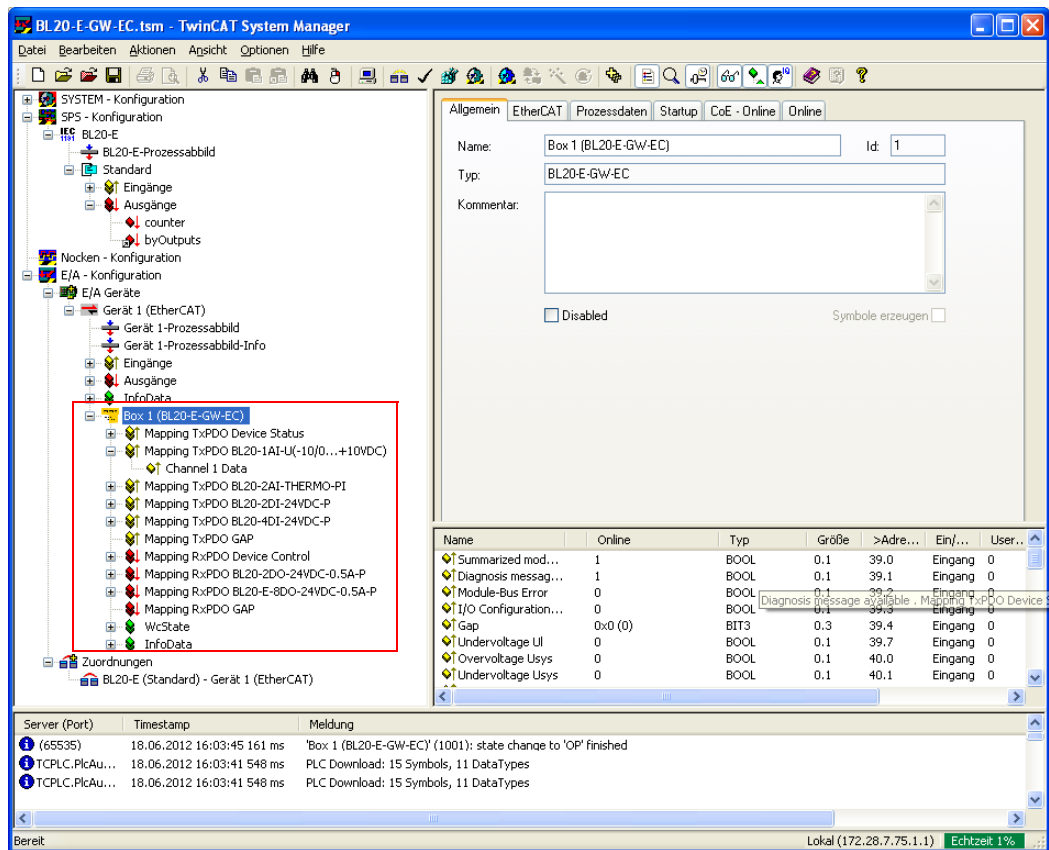 BL20-E-GW-EC.tsm - TwinCAT System Manager
Datei Bearbeiten Aktionen Ansicht Optionen Hilfe
SYSTEM - Konfiguration
SPS - Konfiguration
IEC 1131 BL20-E
BL20-E-Prozessabbild
Standard
Eingänge
Ausgänge
counter
byOutputs
Nocken - Konfiguration
E/A - Konfiguration
E/A Geräte
Gerät 1 (EtherCAT)
Gerät 1-Prozessabbild
Gerät 1-Prozessabbild-Info
Eingänge
Ausgänge
InfoData
Box 1 (BL20-E-GW-EC)
Mapping TxPDO Device Status
Mapping TxPDO BL20-1AI-U(-10/0...+10VDC)
Channel 1 Data
Mapping TxPDO BL20-2AI-THERMO-PI
Mapping TxPDO BL20-2DI-24VDC-P
Mapping TxPDO BL20-4DI-24VDC-P
Mapping TxPDO GAP
Mapping RxPDO Device Control
Mapping RxPDO BL20-2DO-24VDC-0.5A-P
Mapping RxPDO BL20-E-8DO-24VDC-0.5A-P
Mapping RxPDO GAP
WcState
InfoData
Zuordnungen
BL20-E (Standard) - Gerät 1 (EtherCAT)
Allgemein EtherCAT Prozessdaten Startup CoE - Online Online
Name: Box 1 (BL20-E-GW-EC) Id: 1
Typ: BL20-E-GW-EC
Kommentar:
Disabled Symbole erzeugen
Name Online Typ Größe >Adre... Ein/... User..
Summarized mod... 1 BOOL 0.1 39.0 Eingang 0
Diagnosis messag... 1 BOOL 0.1 39.1 Eingang 0
Module-Bus Error 0 BOOL 0.1 39.2 Eingang 0
Diagnosis message available . Mapping TxPDO Device S
I/O Configuration... 0 BOOL 0.1 39.3 Eingang 0
Gap 0x0 (0) BIT3 0.3 39.4 Eingang 0
Undervoltage Ul 0 BOOL 0.1 39.7 Eingang 0
Overvoltage Usys 0 BOOL 0.1 40.0 Eingang 0
Undervoltage Usys 0 BOOL 0.1 40.1 Eingang 0
Server (Port) Timestamp Meldung
(65535) 18.06.2012 16:03:45 161 ms 'Box 1 (BL20-E-GW-EC)' (1001): state change to 'OP' finished
TCPLC.PlcAu... 18.06.2012 16:03:41 548 ms PLC Download: 15 Symbols, 11 DataTypes
TCPLC.PlcAu... 18.06.2012 16:03:41 548 ms PLC Download: 15 Symbols, 11 DataTypes
Bereit Lokal (172.28.7.75.1.1) Echtzeit 1%